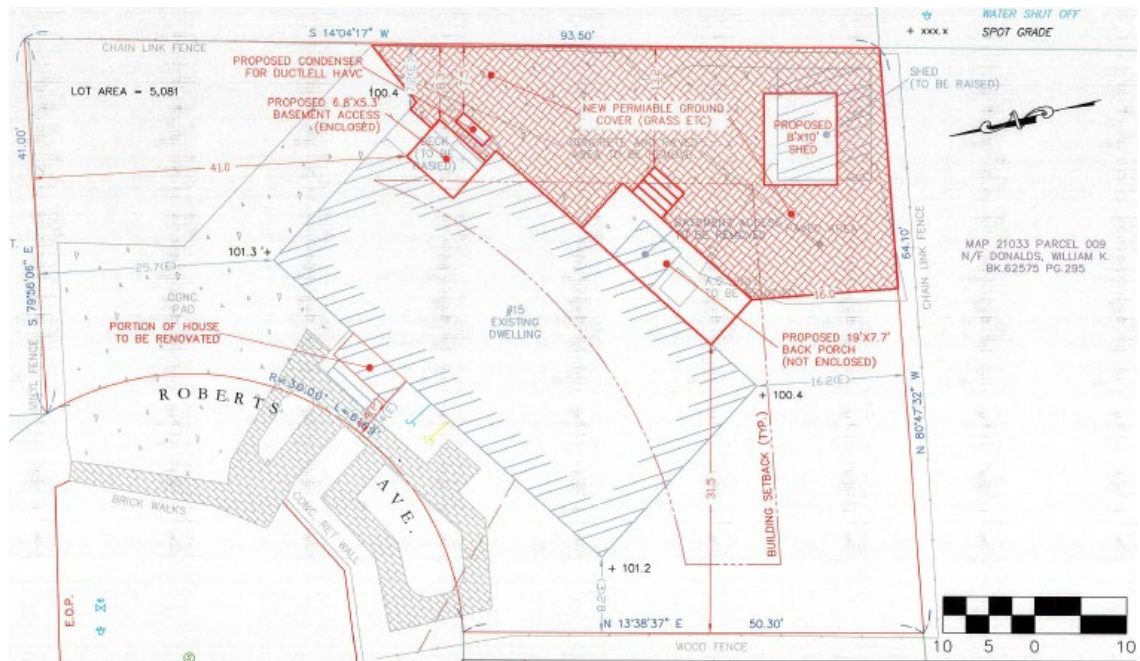 WATER SHUT OFF
+ xxx.x SPOT GRADE
S 14°04'17" W
93.50'
CHAIN LINK FENCE
PROPOSED CONDENSER
FOR DUCTLELL HAVC
SHED
(TO BE RAISED)
LOT AREA = 5,081
100.4
PROPOSED 6.8'X5.3'
BASEMENT ACCESS
(ENCLOSED)
NEW PERMIABLE GROUND
COVER (GRASS ETC)
PROPOSED
8'X10'
SHED
41.00'
41.0
101.3
25.7(E)
S 79°56'06" E
VINYL FENCE
CONC.
PAD
MAP 21033 PARCEL 009
N/F DONALDS, WILLIAM K.
BK.62575 PG.295
64.10'
CHAIN LINK FENCE
16.0
#15
EXISTING
DWELLING
PORTION OF HOUSE
TO BE RENOVATED
PROPOSED 19'X7.7'
BACK PORCH
(NOT ENCLOSED)
16.2(E)
+ 100.4
N 80°47'32" W
ROBERTS
AVE.
BUILDING SETBACK (TYP.)
31.5
BRICK WALKS
CONC. RET WALL
+ 101.2
8.2(E)
E.O.P.
N 13°38'37" E
50.30'
WOOD FENCE
10 5 0 10